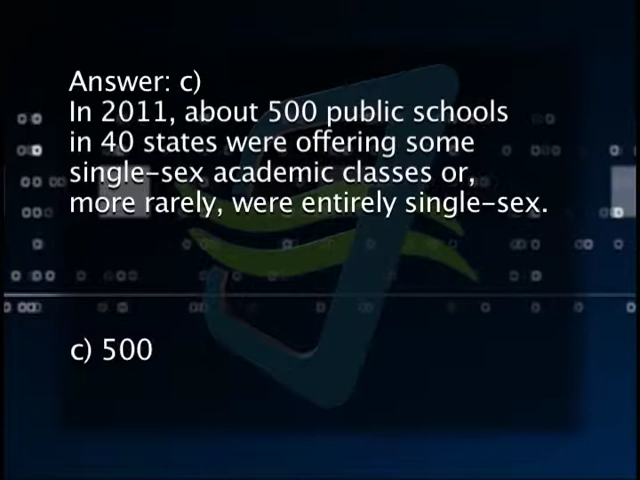 Answer: c)
In 2011, about 500 public schools
in 40 states were offering some
single-sex academic classes or,
more rarely, were entirely single-sex.
c) 500